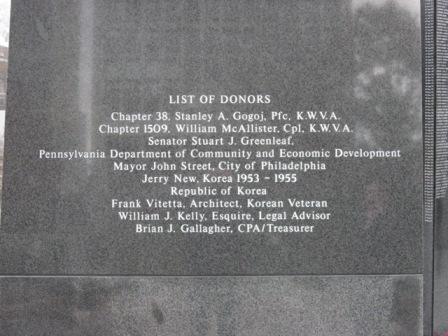 LIST OF DONORS
Chapter 38, Stanley A. Gogoj, Pfc, K.W.V.A.
Chapter 1509, William McAllister, Cpl, K.W.V.A.
Senator Stuart J. Greenleaf,
Pennsylvania Department of Community and Economic Development
Mayor John Street, City of Philadelphia
Jerry New, Korea 1953 - 1955
Republic of Korea
Frank Vitetta, Architect, Korean Veteran
William J. Kelly, Esquire, Legal Advisor
Brian J. Gallagher, CPA/Treasurer